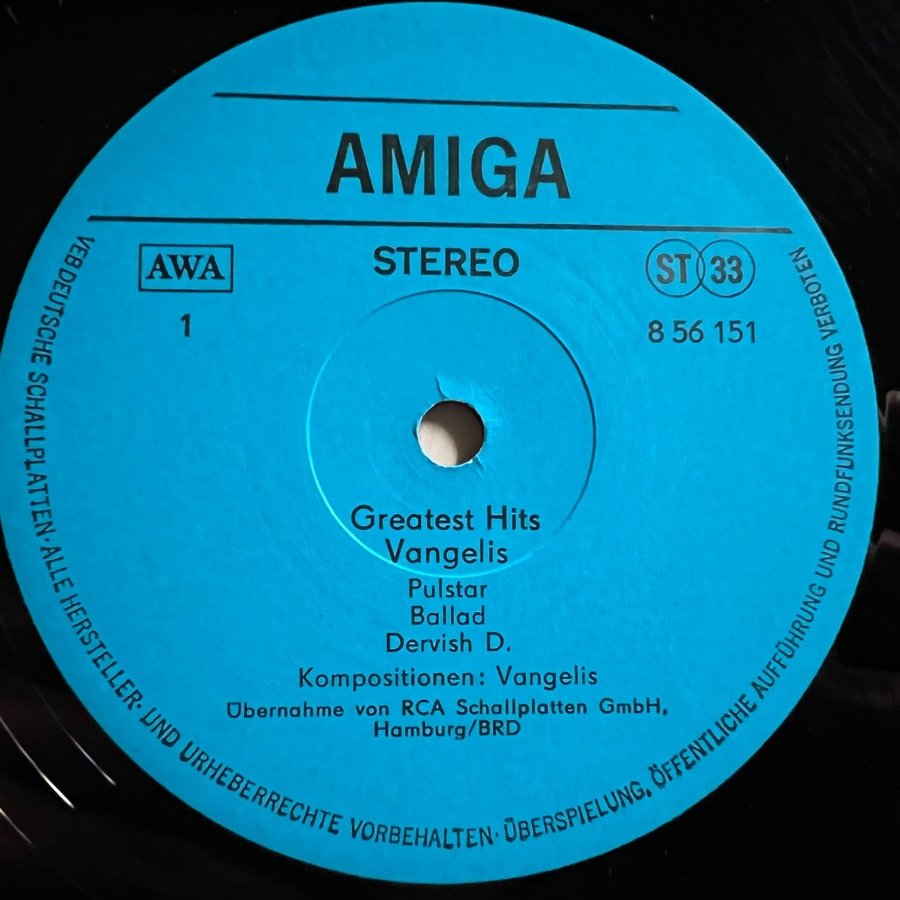 AMIGA
AWA
STEREO
ST 33
1
8 56 151
Greatest Hits
Vangelis
Pulstar
Ballad
Dervish D.
Kompositionen: Vangelis
Übernahme von RCA Schallplatten GmbH,
Hamburg/BRD
VEB DEUTSCHE SCHALLPLATTEN · ALLE HERSTELLER- UND URHEBERRECHTE VORBEHALTEN · ÜBERSPIELUNG, ÖFFENTLICHE AUFFÜHRUNG UND RUNDFUNKSENDUNG VERBOTEN